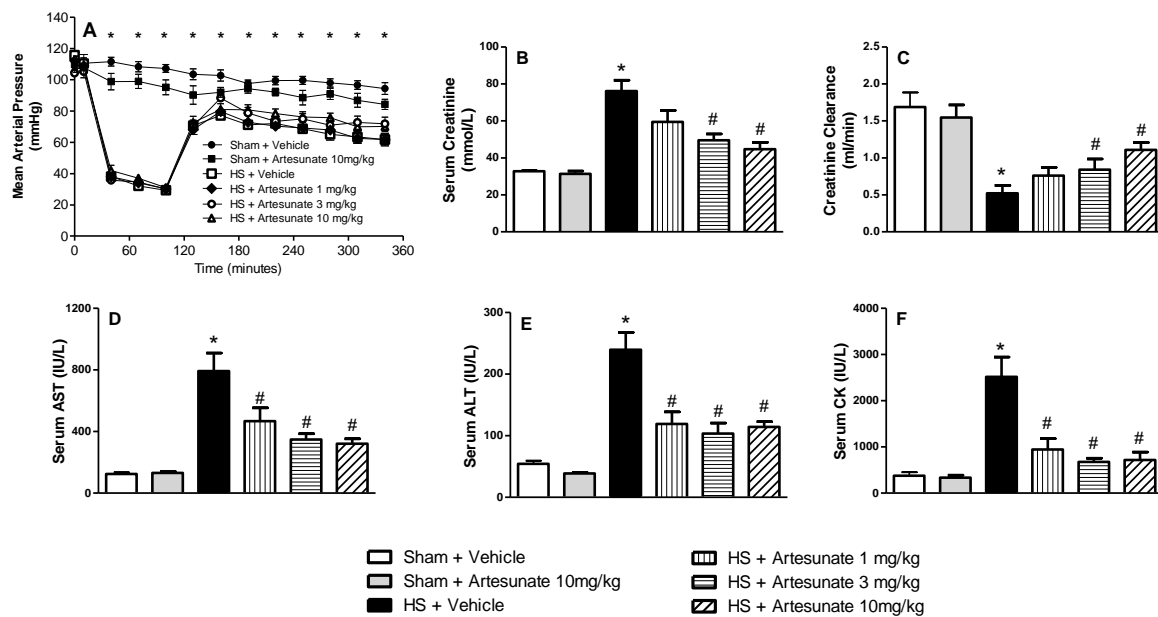 A
* * * * * * * * * * *
Mean Arterial Pressure
(mmHg)
140
120
100
80
60
40
20
0
0 60 120 180 240 300 360
Time (minutes)
Sham + Vehicle
Sham + Artesunate 10mg/kg
HS + Vehicle
HS + Artesunate 1 mg/kg
HS + Artesunate 3 mg/kg
HS + Artesunate 10 mg/kg
B
Serum Creatinine
(mmol/L)
100
80
60
40
20
0
*
#
#
C
Creatinine Clearance
(ml/min)
2.5
2.0
1.5
1.0
0.5
0.0
*
#
#
D
Serum AST (IU/L)
1200
800
400
0
*
#
#
#
E
Serum ALT (IU/L)
300
200
100
0
*
#
#
#
F
Serum CK (IU/L)
4000
3000
2000
1000
0
*
#
#
#
Sham + Vehicle
Sham + Artesunate 10mg/kg
HS + Vehicle
HS + Artesunate 1 mg/kg
HS + Artesunate 3 mg/kg
HS + Artesunate 10mg/kg